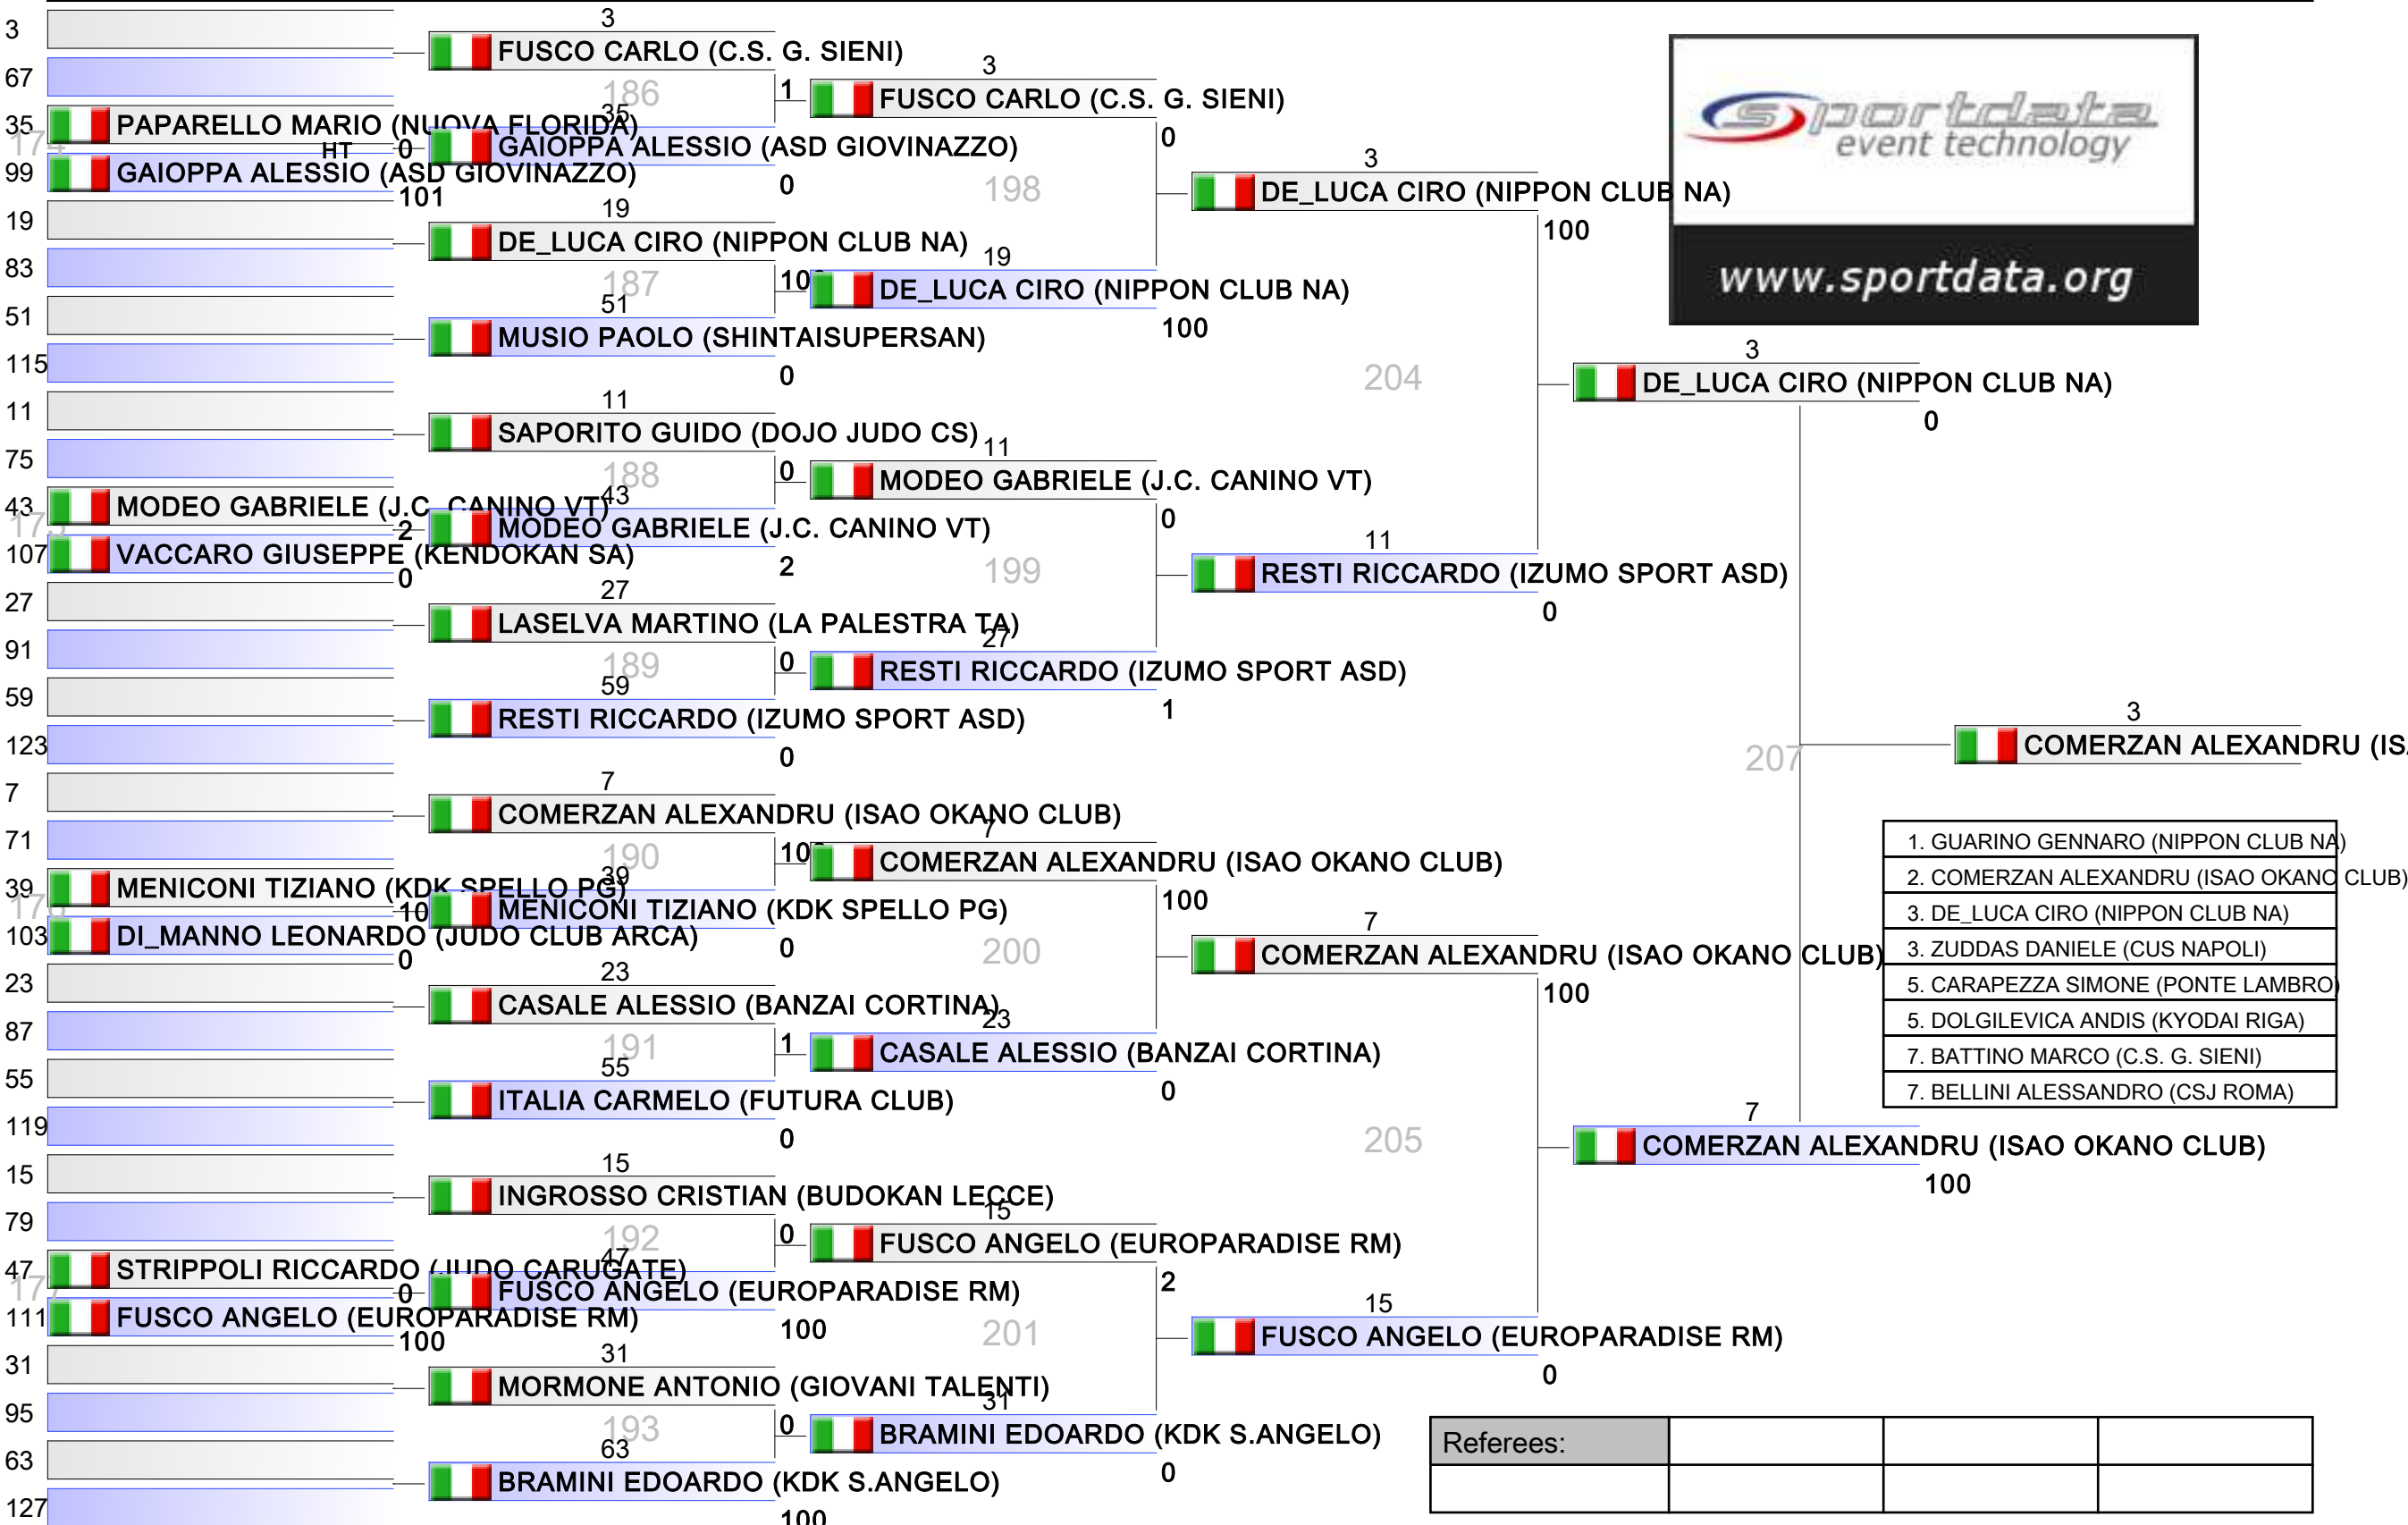 3
67
35
PAPARELLO MARIO (NUOVA FLORIDA)
HT 0
99
GAIOPPA ALESSIO (ASD GIOVINAZZO)
101
19
83
51
115
11
75
43
MODEO GABRIELE (J.C. CANINO VT)
2
107
VACCARO GIUSEPPE (KENDOKAN SA)
0
27
91
59
123
7
71
39
MENICONI TIZIANO (KDK SPELLO PG)
103
DI_MANNO LEONARDO (JUDO CLUB ARCA)
0
23
87
55
119
15
79
47
STRIPPOLI RICCARDO (JUDO CARUGATE)
0
111
FUSCO ANGELO (EUROPARADISE RM)
100
31
95
63
127
3
FUSCO CARLO (C.S. G. SIENI)
186
1
35
GAIOPPA ALESSIO (ASD GIOVINAZZO)
0
19
DE_LUCA CIRO (NIPPON CLUB NA)
187
51
MUSIO PAOLO (SHINTAISUPERSAN)
0
11
SAPORITO GUIDO (DOJO JUDO CS)
188
0
43
MODEO GABRIELE (J.C. CANINO VT)
2
27
LASELVA MARTINO (LA PALESTRA TA)
189
0
59
RESTI RICCARDO (IZUMO SPORT ASD)
0
7
COMERZAN ALEXANDRU (ISAO OKANO CLUB)
190
39
MENICONI TIZIANO (KDK SPELLO PG)
0
23
CASALE ALESSIO (BANZAI CORTINA)
191
1
55
ITALIA CARMELO (FUTURA CLUB)
0
15
INGROSSO CRISTIAN (BUDOKAN LECCE)
192
0
47
FUSCO ANGELO (EUROPARADISE RM)
100
31
MORMONE ANTONIO (GIOVANI TALENTI)
193
0
63
BRAMINI EDOARDO (KDK S.ANGELO)
100
3
FUSCO CARLO (C.S. G. SIENI)
0
198
19
DE_LUCA CIRO (NIPPON CLUB NA)
100
11
MODEO GABRIELE (J.C. CANINO VT)
0
199
27
RESTI RICCARDO (IZUMO SPORT ASD)
1
7
COMERZAN ALEXANDRU (ISAO OKANO CLUB)
100
200
23
CASALE ALESSIO (BANZAI CORTINA)
0
15
FUSCO ANGELO (EUROPARADISE RM)
2
201
31
BRAMINI EDOARDO (KDK S.ANGELO)
0
3
DE_LUCA CIRO (NIPPON CLUB NA)
100
204
11
RESTI RICCARDO (IZUMO SPORT ASD)
0
7
COMERZAN ALEXANDRU (ISAO OKANO CLUB)
100
205
15
FUSCO ANGELO (EUROPARADISE RM)
0
sportdata
event technology
www.sportdata.org
3
DE_LUCA CIRO (NIPPON CLUB NA)
0
207
7
COMERZAN ALEXANDRU (ISAO OKANO CLUB)
100
3
COMERZAN ALEXANDRU
1. GUARINO GENNARO (NIPPON CLUB NA)
2. COMERZAN ALEXANDRU (ISAO OKANO CLUB)
3. DE_LUCA CIRO (NIPPON CLUB NA)
3. ZUDDAS DANIELE (CUS NAPOLI)
5. CARAPEZZA SIMONE (PONTE LAMBRO)
5. DOLGILEVICA ANDIS (KYODAI RIGA)
7. BATTINO MARCO (C.S. G. SIENI)
7. BELLINI ALESSANDRO (CSJ ROMA)
Referees: